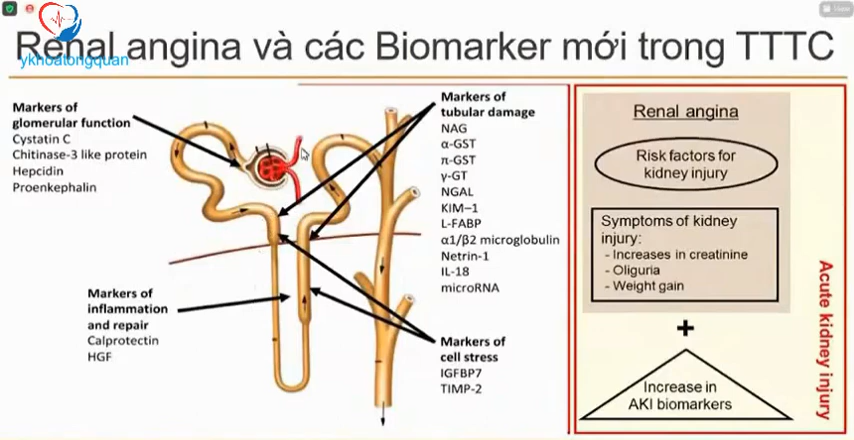 Renal angina và các Biomarker mới trong TTTC
ykhoatongquan
Markers of
glomerular function
Cystatin C
Chitinase-3 like protein
Hepcidin
Proenkephalin
Markers of
inflammation
and repair
Calprotectin
HGF
Markers of
tubular damage
NAG
α-GST
π-GST
γ-GT
NGAL
KIM–1
L-FABP
α1/β2 microglobulin
Netrin-1
IL-18
microRNA
Markers of
cell stress
IGFBP7
TIMP-2
Renal angina
Risk factors for
kidney injury
Symptoms of kidney
injury:
- Increases in creatinine
- Oliguria
- Weight gain
+
Increase in
AKI biomarkers
Acute kidney injury